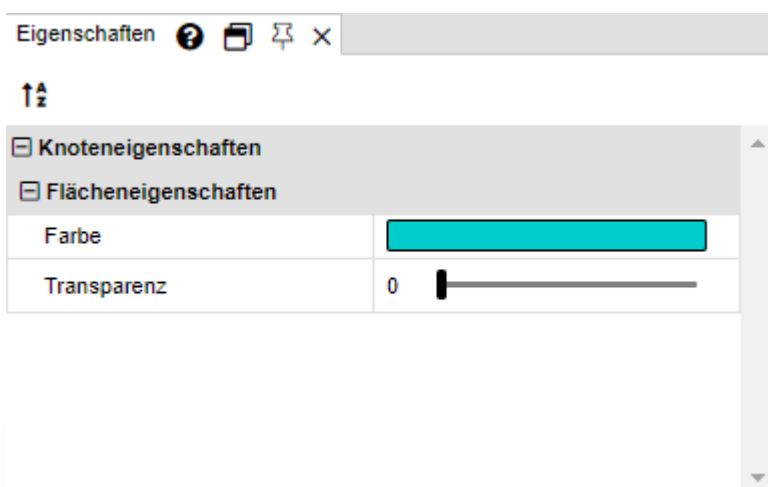 Eigenschaften
Knoteneigenschaften
Flächeneigenschaften
Farbe
Transparenz 0